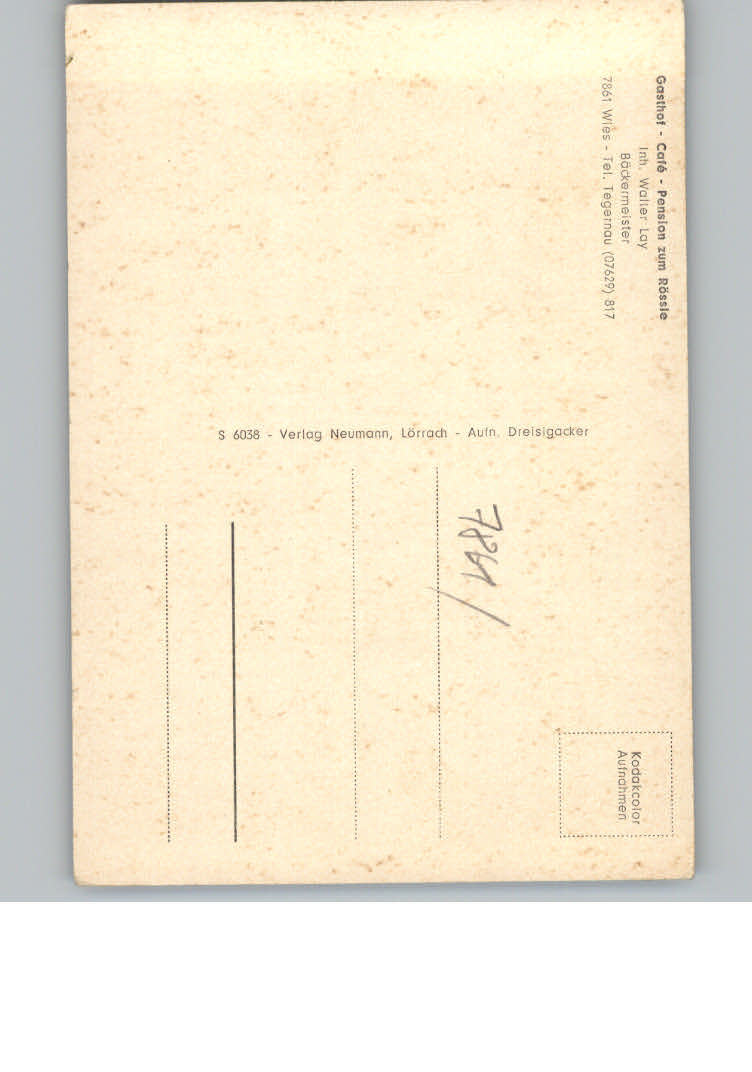 Gasthof - Café - Pension zum Rössle
Inh. Walter Lay
Bäckermeister
7861 Wies - Tel. Tegernau (07629) 817
S 6038 - Verlag Neumann, Lörrach - Aufn. Dreisigacker
7861/
Kodakcolor
Aufnahmen